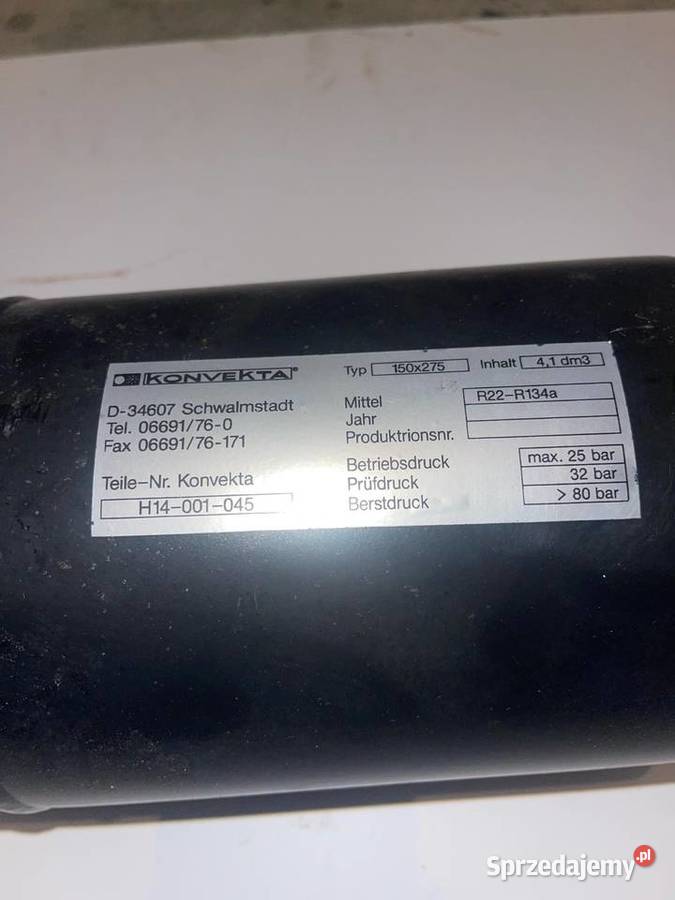 KONVEKTA®
D-34607 Schwalmstadt
Tel. 06691/76-0
Fax 06691/76-171
Teile-Nr. Konvekta
H14-001-045
Typ 150x275 Inhalt 4,1 dm3
Mittel R22-R134a
Jahr
Produktrionsnr.
Betriebsdruck max. 25 bar
Prüfdruck 32 bar
Berstdruck > 80 bar
Sprzedajemy.pl